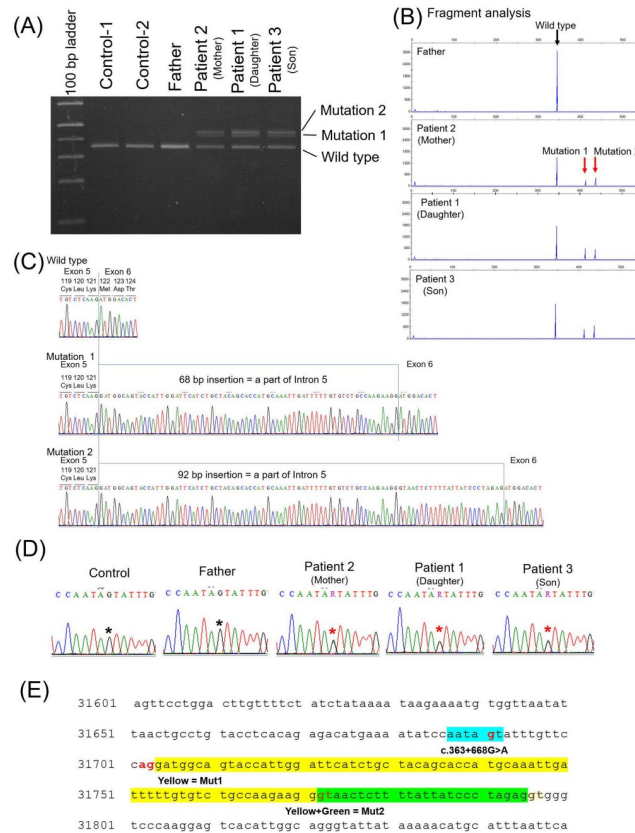 (A)
100 bp ladder
Control-1
Control-2
Father
Patient 2
(Mother)
Patient 1
(Daughter)
Patient 3
(Son)
Mutation 2
Mutation 1
Wild type
(B) Fragment analysis
Wild type
Father
Patient 2
(Mother)
Mutation 1
Mutation
Patient 1
(Daughter)
Patient 3
(Son)
(C)
Wild type
Exon 5 Exon 6
119 120 121 122 123 124
Cys Leu Lys Met Asp Thr
TGTCTCAAGATGGACACT
Mutation 1
Exon 5
Exon 6
119 120 121
Cys Leu Lys
68 bp insertion = a part of Intron 5
TGTCTCAAGGATGGCAGTACCATTGGATTCATCTGCTACAGCACCATGCAAATTGATTTTTGTGTCTGCCAAGAAGGATGGACACT
Mutation 2
Exon 5
Exon 6
119 120 121
Cys Leu Lys
92 bp insertion = a part of Intron 5
TGTCTCAAGGATGGCAGTACCATTGGATTCATCTGCTACAGCACCATGCAAATTGATTTTTGTGTCTGCCAAGAAGGGTAACTCTTTTATTATCCCTAGAGATGGACACT
(D)
Control
CCAATAGTATTTG
*
Father
CCAATAGTATTTG
*
Patient 2
(Mother)
CCAATARTATTTG
*
Patient 1
(Daughter)
CCAATARTATTTG
*
Patient 3
(Son)
CCAATARTATTTG
*
(E)
31601 agttcctgga cttgttttct atctataaaa taagaaaatg tggttaatat
31651 taactgcctg taccctcacag agacatgaaa atatccaata gtatttgttc
c.363+668G>A
31701 caggatggca gtaccattgg attcatctgc tacagcacca tgcaaattga
Yellow = Mut1
31751 tttttgtgtc tgccaagaag ggtaactctt ttattatccc tagaggtggg
Yellow+Green = Mut2
31801 tcccaaggag tcacattggc agggtattat aaaaacatgc atttaattca